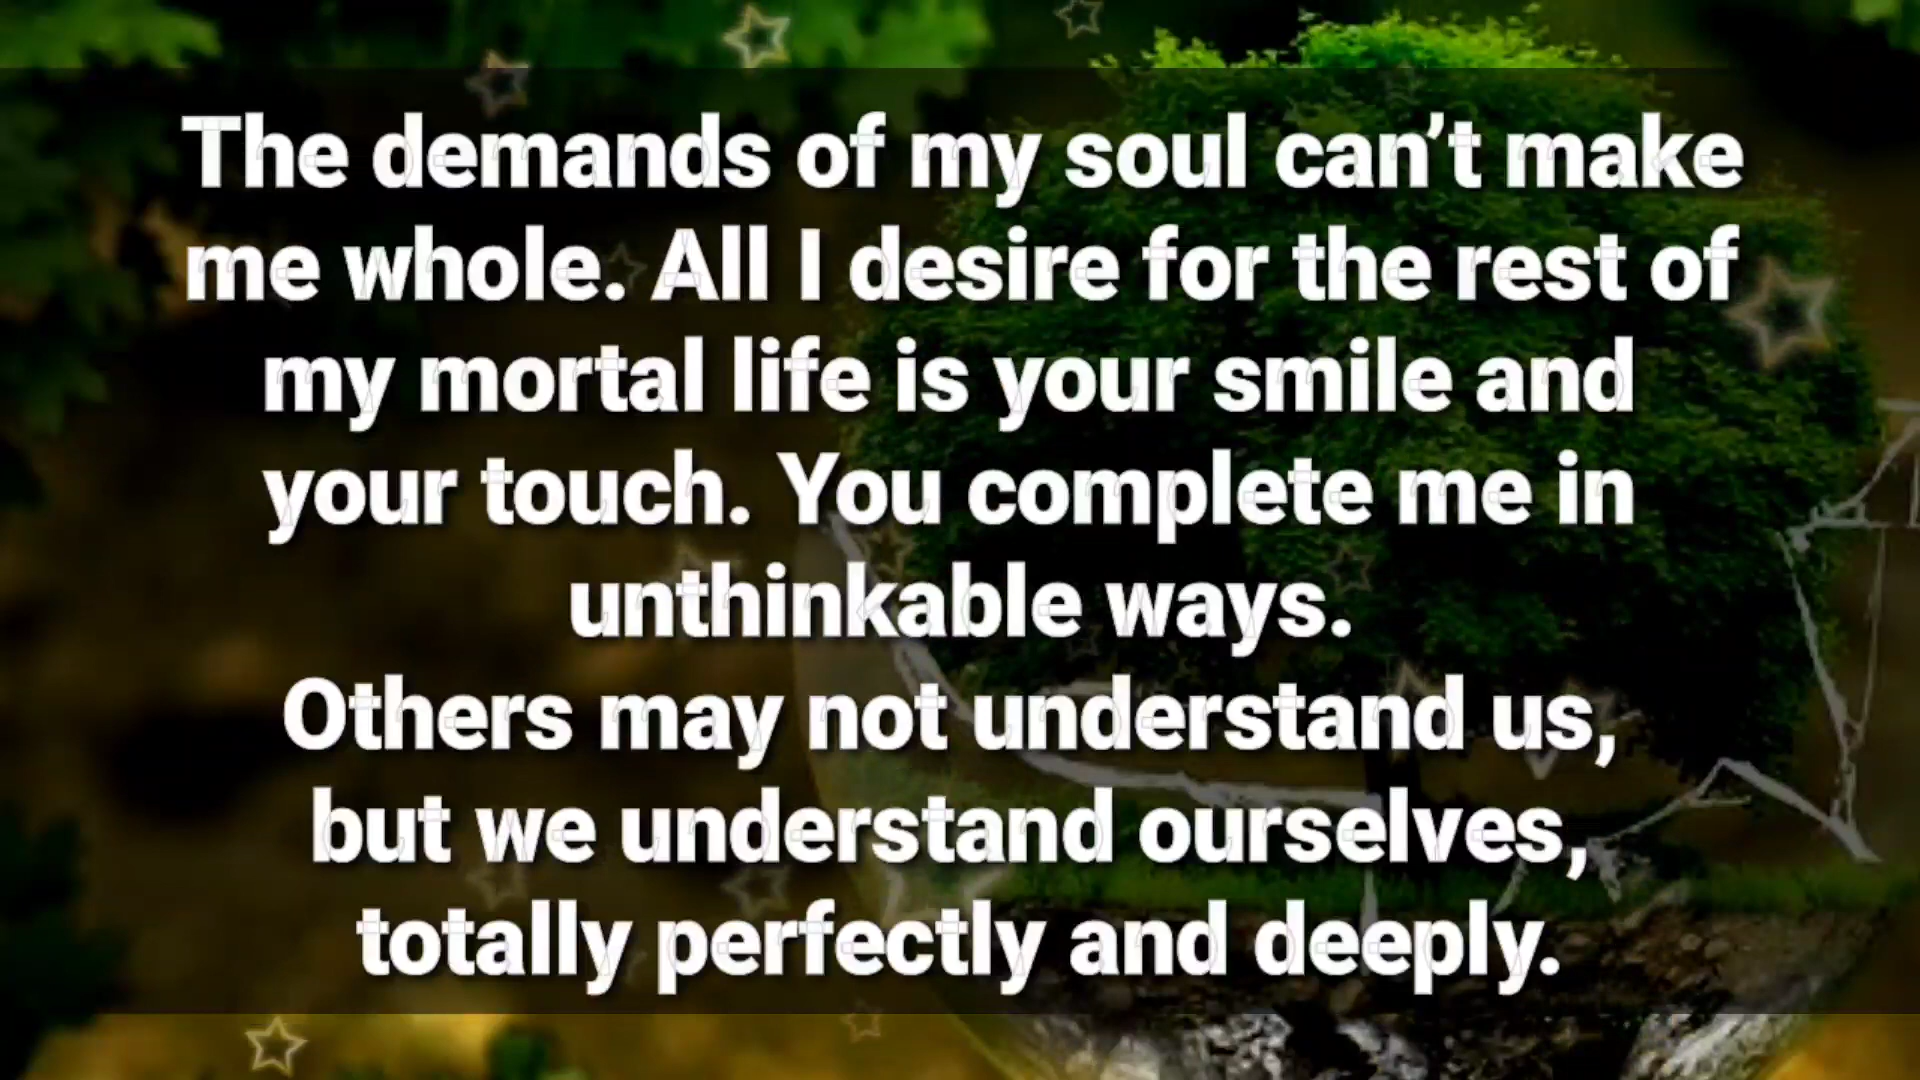 The demands of my soul can’t make
me whole. All I desire for the rest of
my mortal life is your smile and
your touch. You complete me in
unthinkable ways.
Others may not understand us,
but we understand ourselves,
totally perfectly and deeply.